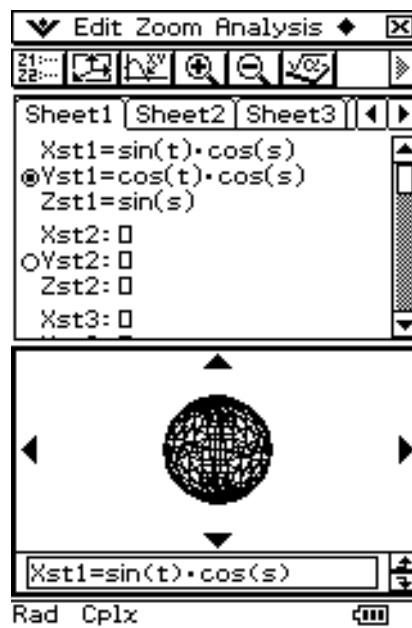 Edit Zoom Analysis ◆
Sheet1 Sheet2 Sheet3
Xst1=sin(t)·cos(s)
Yst1=cos(t)·cos(s)
Zst1=sin(s)
Xst2:▯
Yst2:▯
Zst2:▯
Xst3:▯
Xst1=sin(t)·cos(s)
Rad Cplx